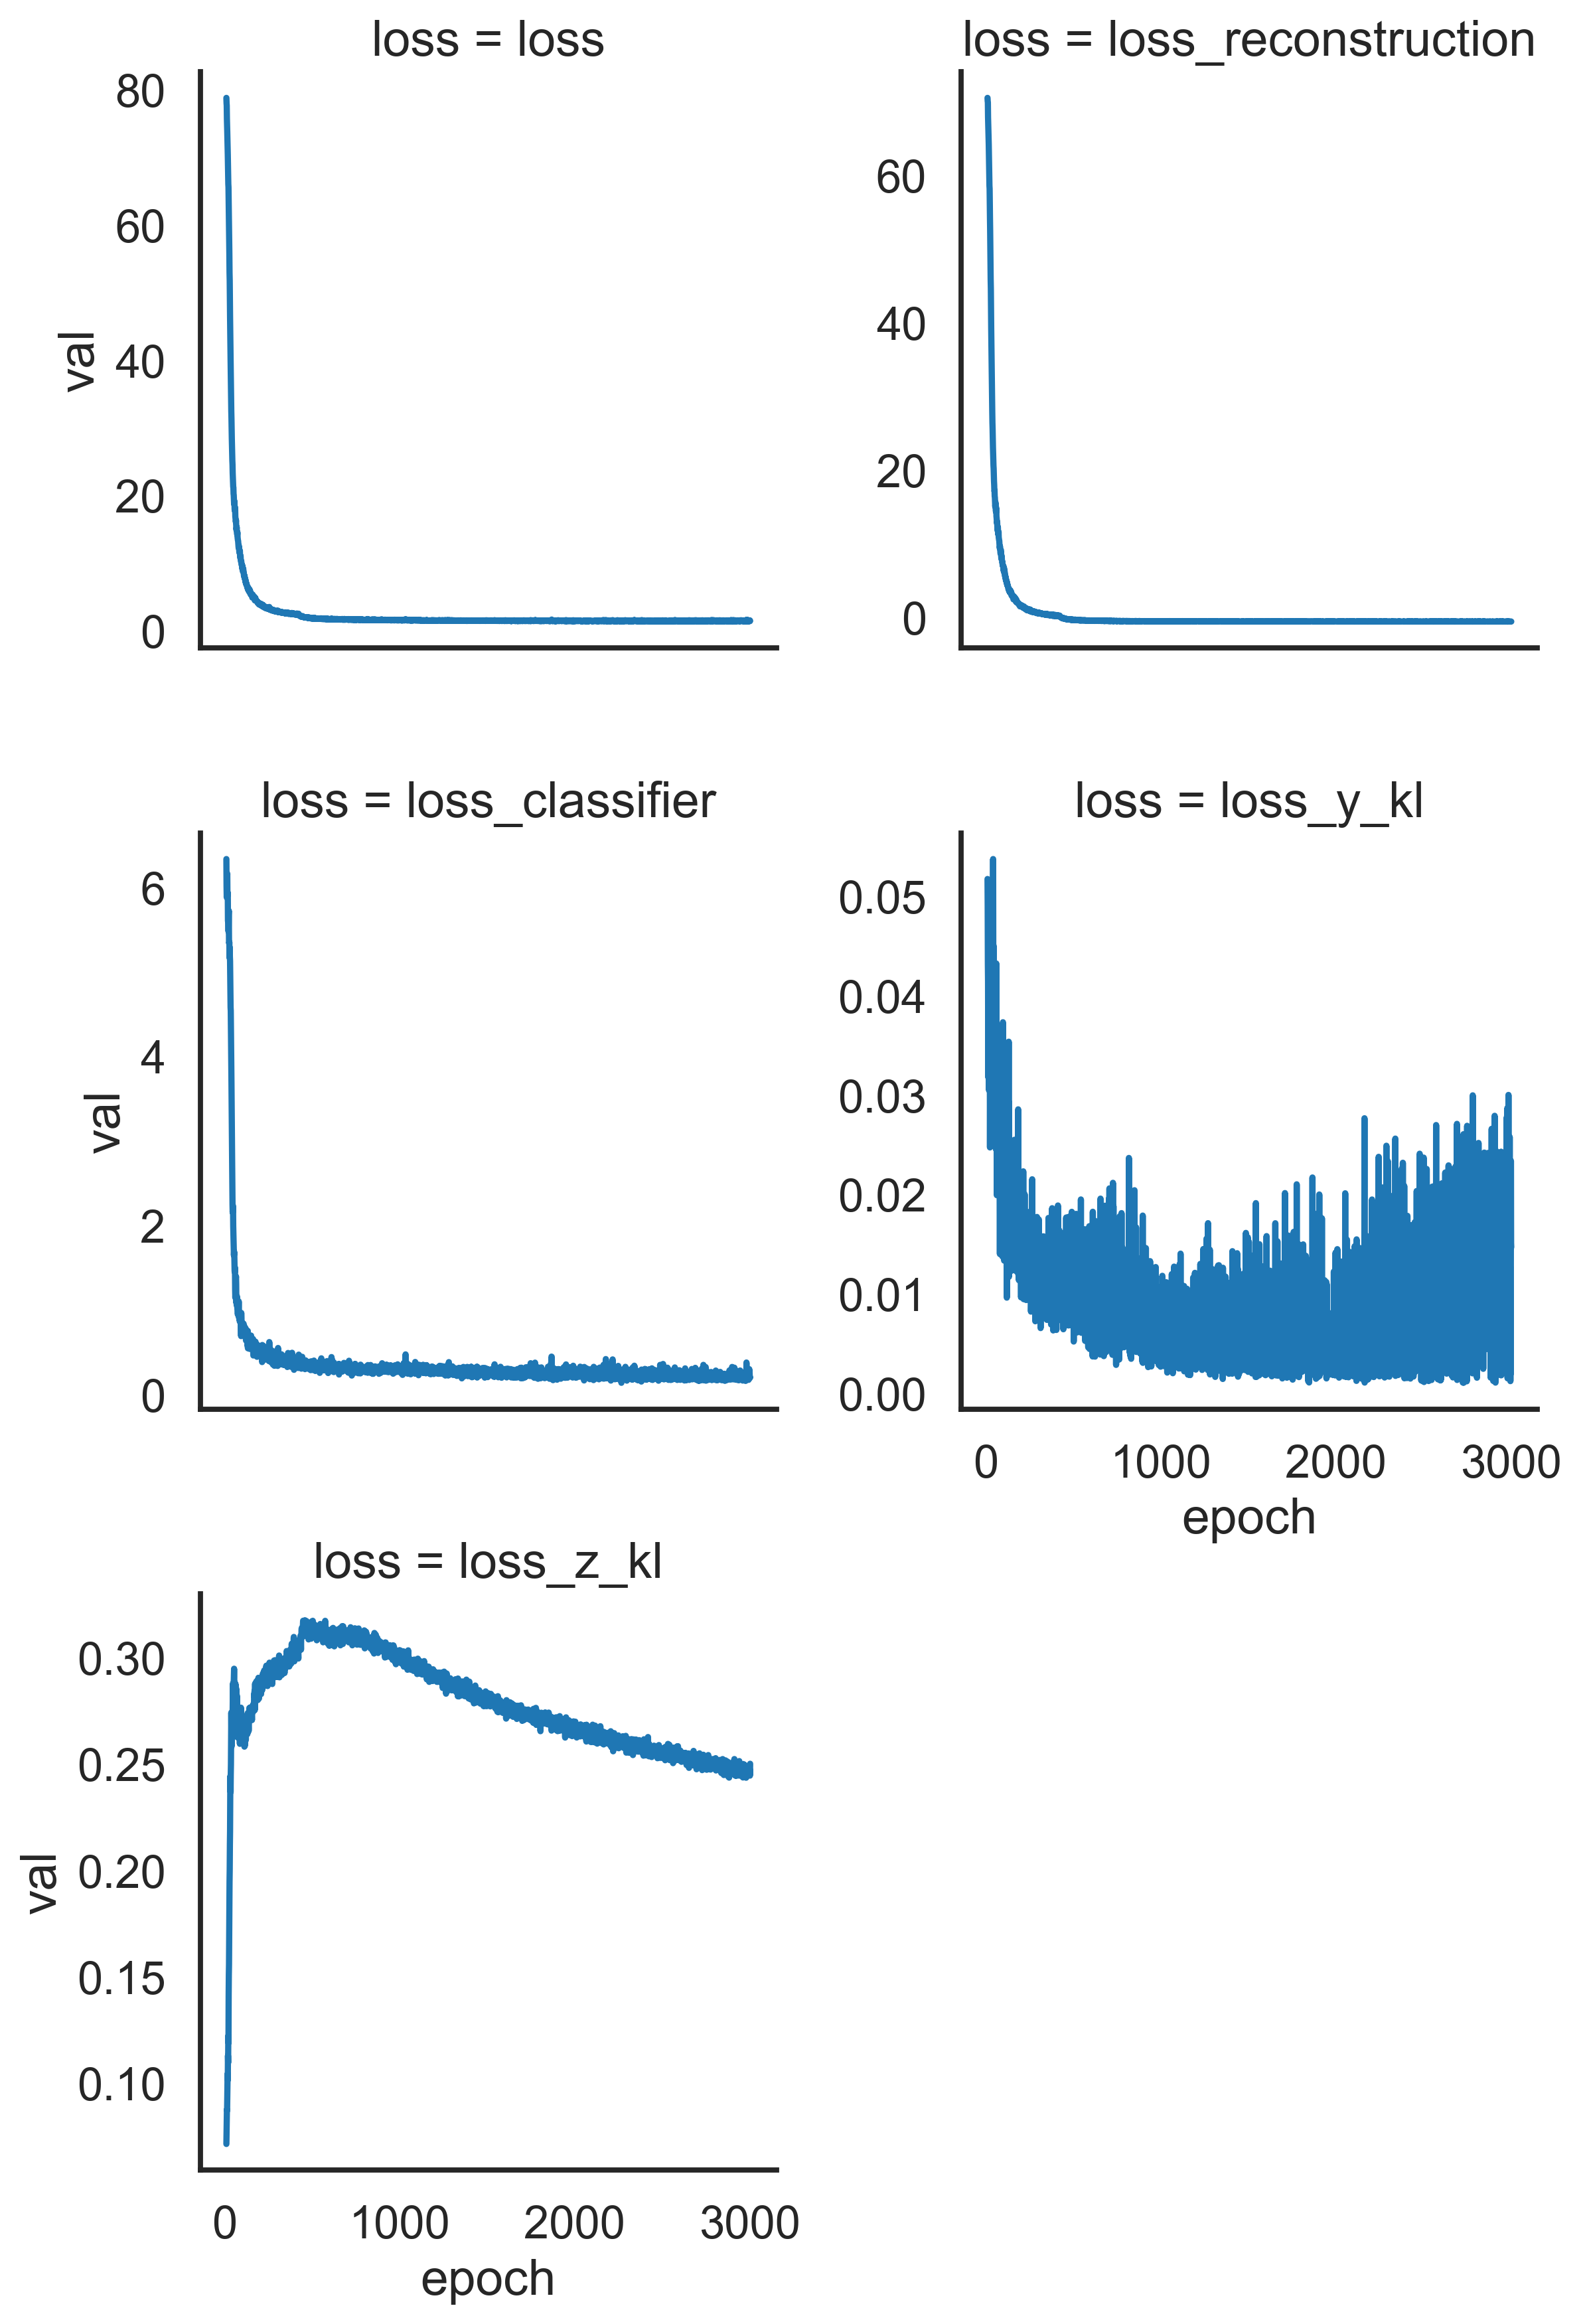 loss = loss
80
60
40
20
0
val
loss = loss_reconstruction
60
40
20
0
loss = loss_classifier
6
4
2
0
val
loss = loss_y_kl
0.05
0.04
0.03
0.02
0.01
0.00
0 1000 2000 3000
epoch
loss = loss_z_kl
0.30
0.25
0.20
0.15
0.10
val
0 1000 2000 3000
epoch